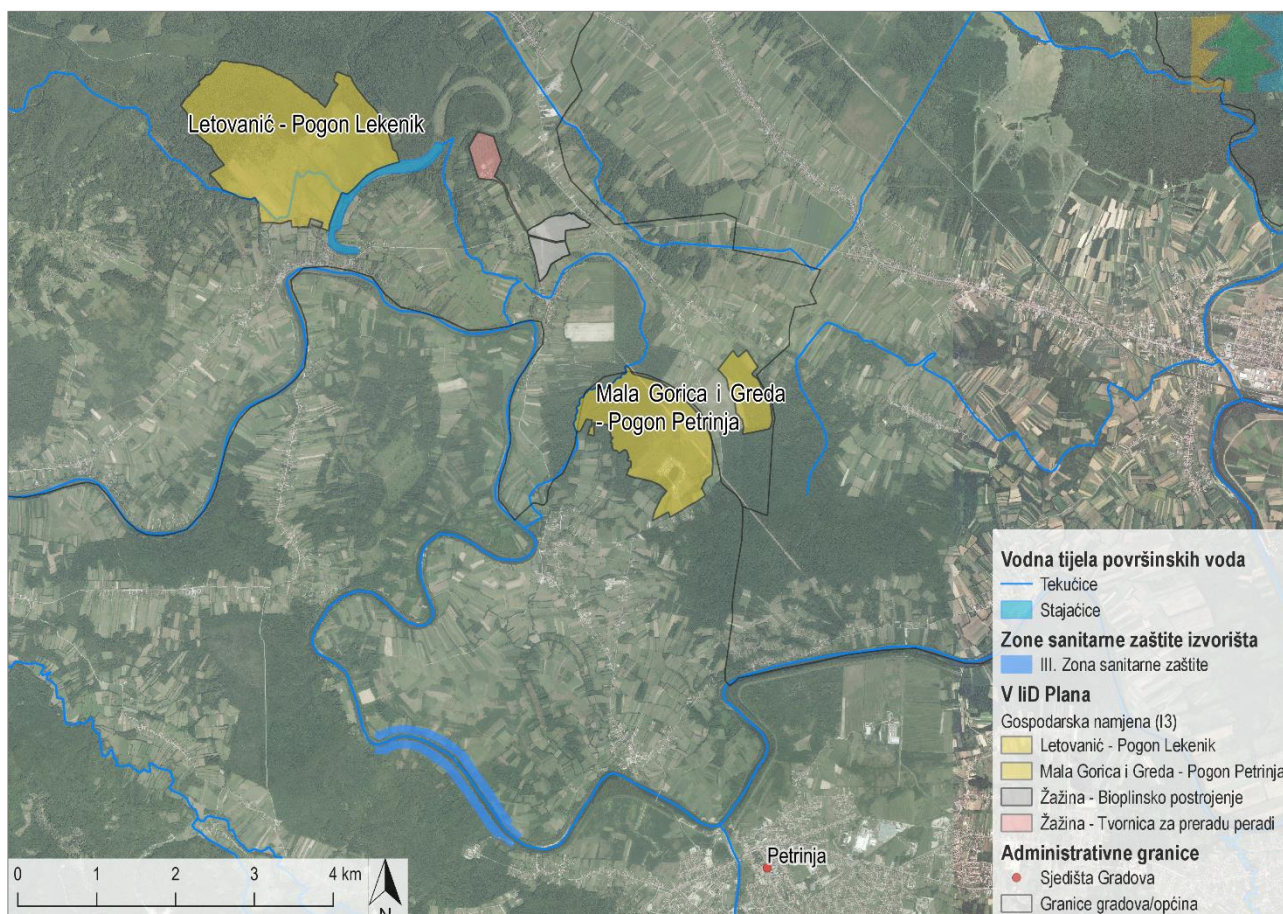 Letovanić - Pogon Lekenik
Mala Gorica i Greda
- Pogon Petrinja
Petrinja
0 1 2 3 4 km
N
Vodna tijela površinskih voda
Tekućice
Stajaćice
Zone sanitarne zaštite izvorišta
III. Zona sanitarne zaštite
V IiD Plana
Gospodarska namjena (I3)
Letovanić - Pogon Lekenik
Mala Gorica i Greda - Pogon Petrinja
Žažina - Bioplinsko postrojenje
Žažina - Tvornica za preradu peradi
Administrativne granice
Sjedišta Gradova
Granice gradova/općina